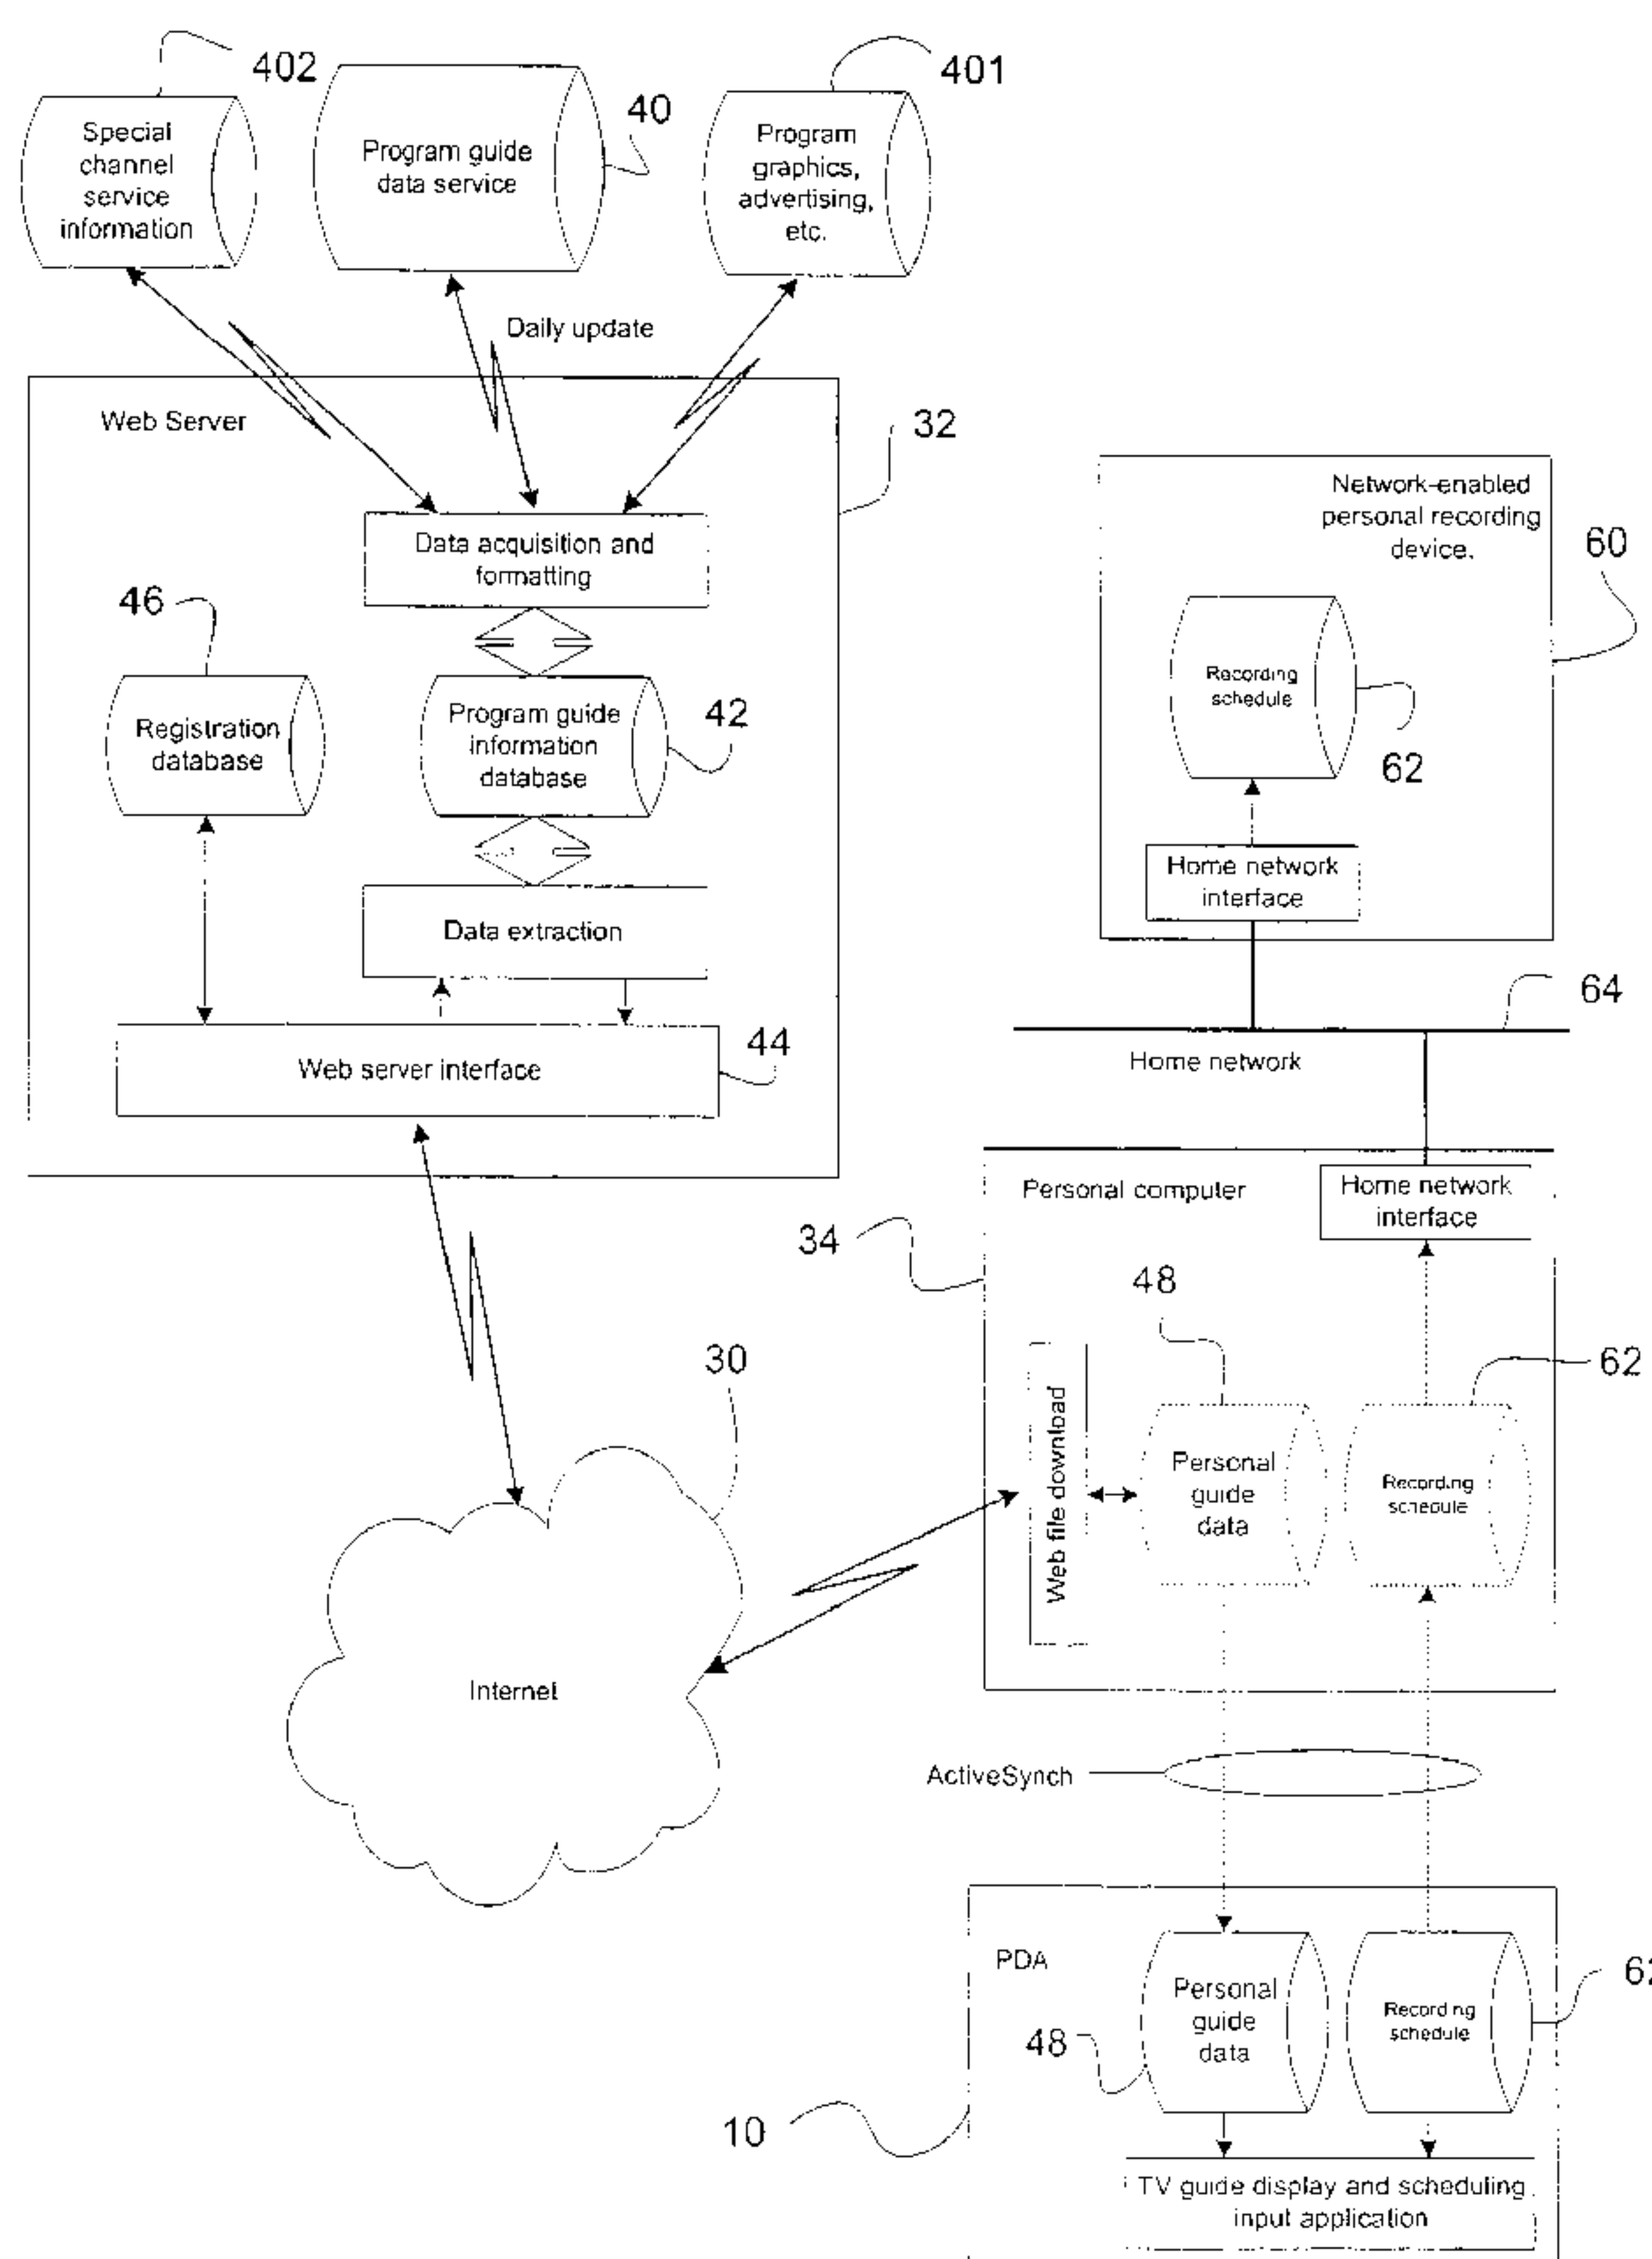 402
Special
channel
service
information
Program guide
data service
40
401
Program
graphics,
advertising,
etc.
Daily update
Web Server
32
Data acquisition and
formatting
46
Registration
database
Program guide
information
database
42
Data extraction
Web server interface
44
Network-enabled
personal recording
device.
60
Recording
schedule
62
Home network
interface
64
Home network
Personal computer
Home network
interface
34
48
62
Web file download
Personal
guide
data
Recording
schedule
30
Internet
ActiveSynch
PDA
Personal
guide
data
48
Recording
schedule
62
10
TV guide display and scheduling
input application